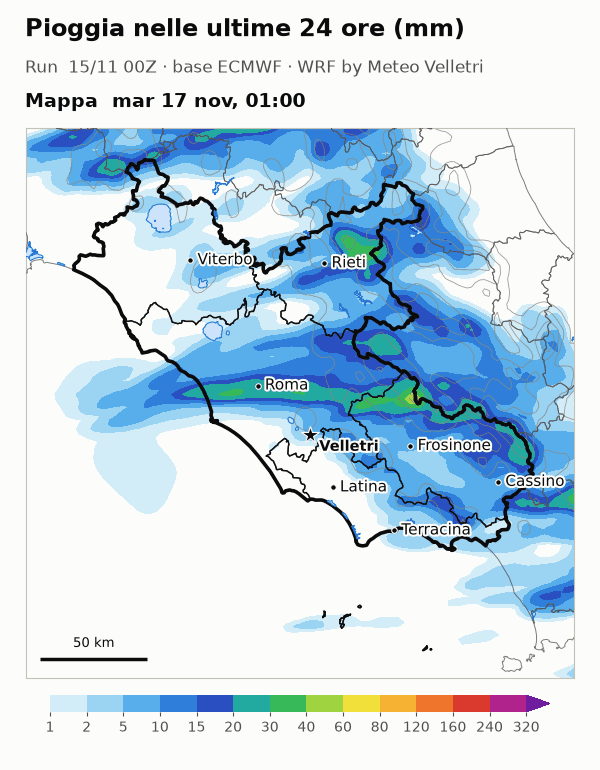 Pioggia nelle ultime 24 ore (mm)
Run  15/11 00Z · base ECMWF · WRF by Meteo Velletri
Mappa  mar 17 nov, 01:00
Viterbo
Rieti
Roma
Velletri
Frosinone
Cassino
Latina
Terracina
50 km
1 2 5 10 15 20 30 40 60 80 120 160 240 320